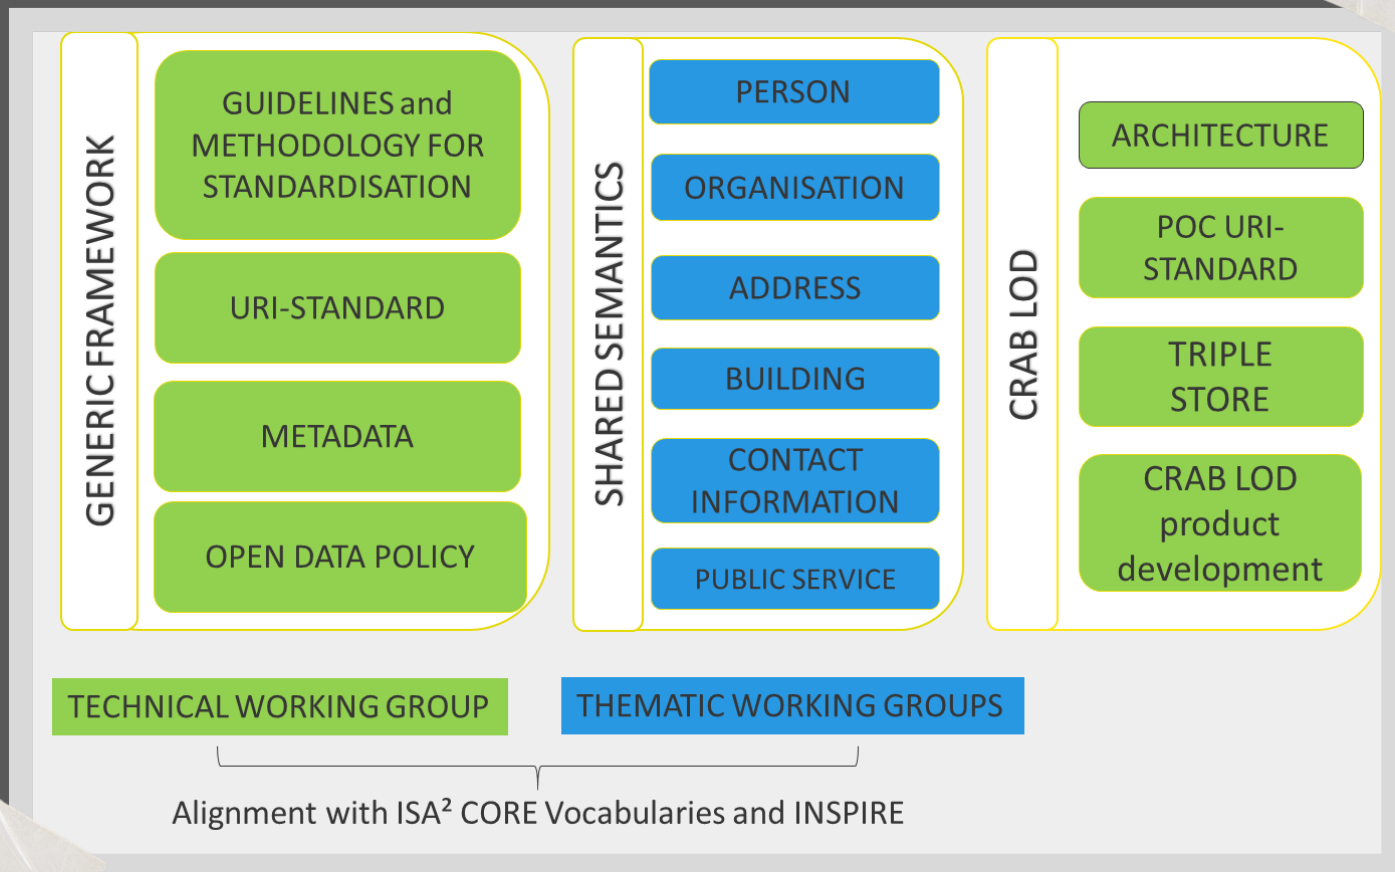 GENERIC FRAMEWORK
GUIDELINES and
METHODOLOGY FOR
STANDARDISATION
URI-STANDARD
METADATA
OPEN DATA POLICY
SHARED SEMANTICS
PERSON
ORGANISATION
ADDRESS
BUILDING
CONTACT
INFORMATION
PUBLIC SERVICE
CRAB LOD
ARCHITECTURE
POC URI-
STANDARD
TRIPLE
STORE
CRAB LOD
product
development
TECHNICAL WORKING GROUP
THEMATIC WORKING GROUPS
Alignment with ISA² CORE Vocabularies and INSPIRE